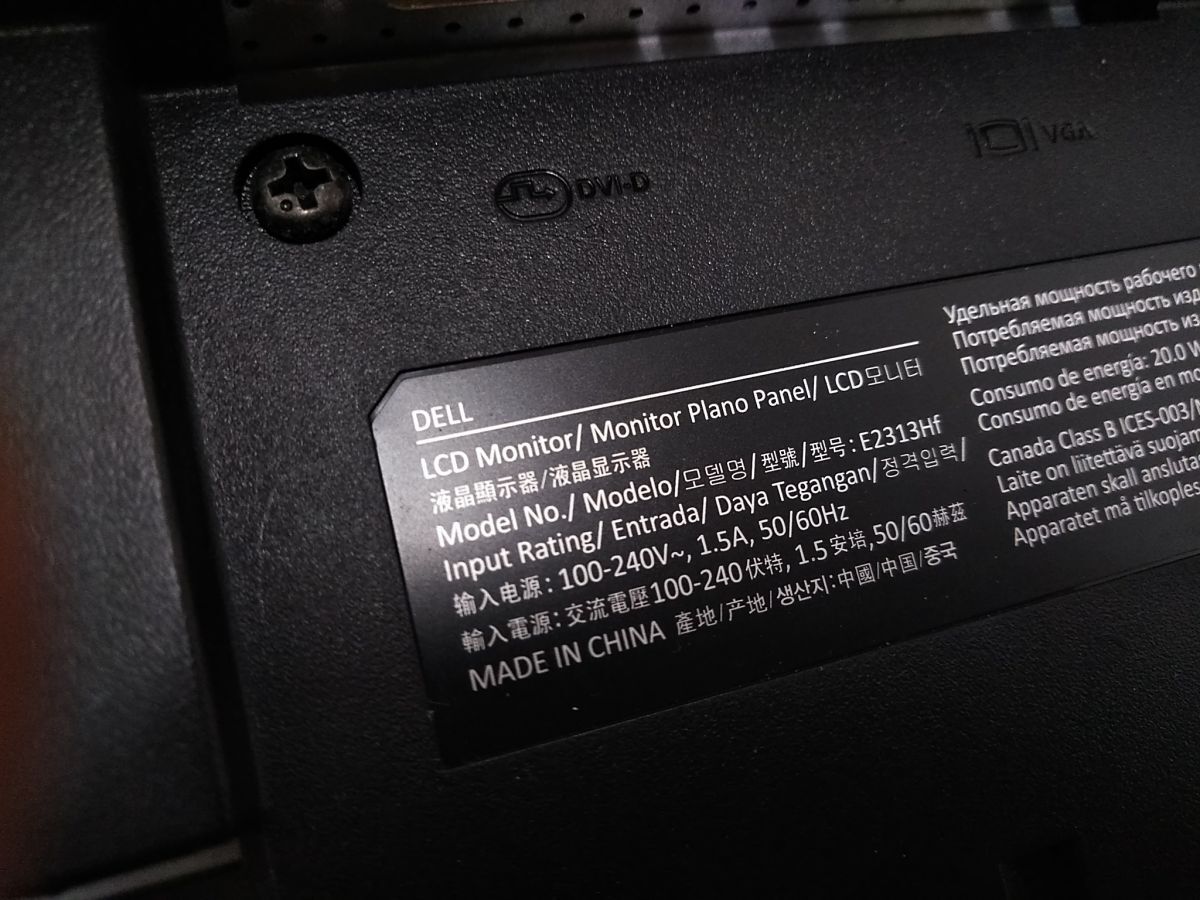 DVI-D
VGA
DELL
LCD Monitor/ Monitor Plano Panel/ LCD모니터
液晶顯示器/液晶显示器
Model No./ Modelo/모델명/型號/型号: E2313Hf
Input Rating/ Entrada/ Daya Tegangan/정격입력/
输入电源: 100-240V~, 1.5A, 50/60Hz
輸入電源: 交流電壓100-240伏特, 1.5安培,50/60赫茲
MADE IN CHINA 產地/产地/생산지:中國/中国/중국
Удельная мощность рабочего
Потребляемая мощность изд
Потребляемая мощность из
Consumo de energía: 20.0 W
Consumo de energía en mo
Canada Class B ICES-003/
Laite on liitettävä suojam
Apparaten skall anslutas
Apparatet må tilkoples